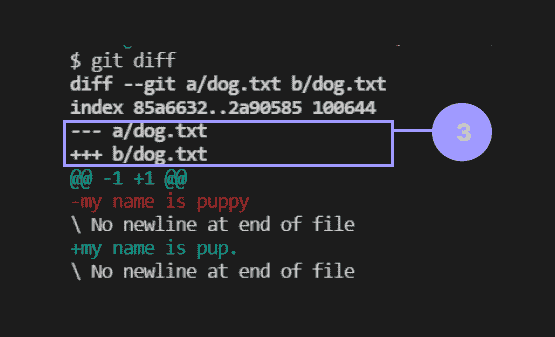 $ git diff
diff --git a/dog.txt b/dog.txt
index 85a6632..2a90585 100644
--- a/dog.txt
+++ b/dog.txt
3
@@ -1 +1 @@
-my name is puppy
\ No newline at end of file
+my name is pup.
\ No newline at end of file